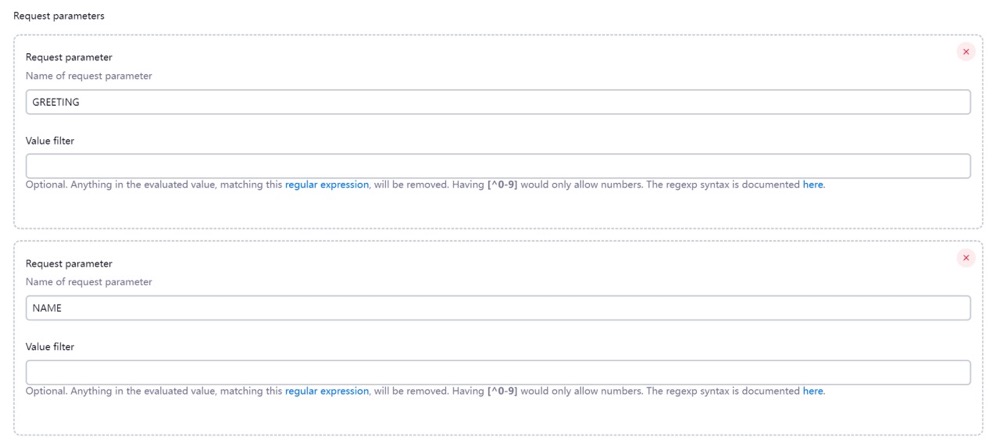 Request parameters
Request parameter
Name of request parameter
GREETING
Value filter
Optional. Anything in the evaluated value, matching this regular expression, will be removed. Having [^0-9] would only allow numbers. The regexp syntax is documented here.
Request parameter
Name of request parameter
NAME
Value filter
Optional. Anything in the evaluated value, matching this regular expression, will be removed. Having [^0-9] would only allow numbers. The regexp syntax is documented here.